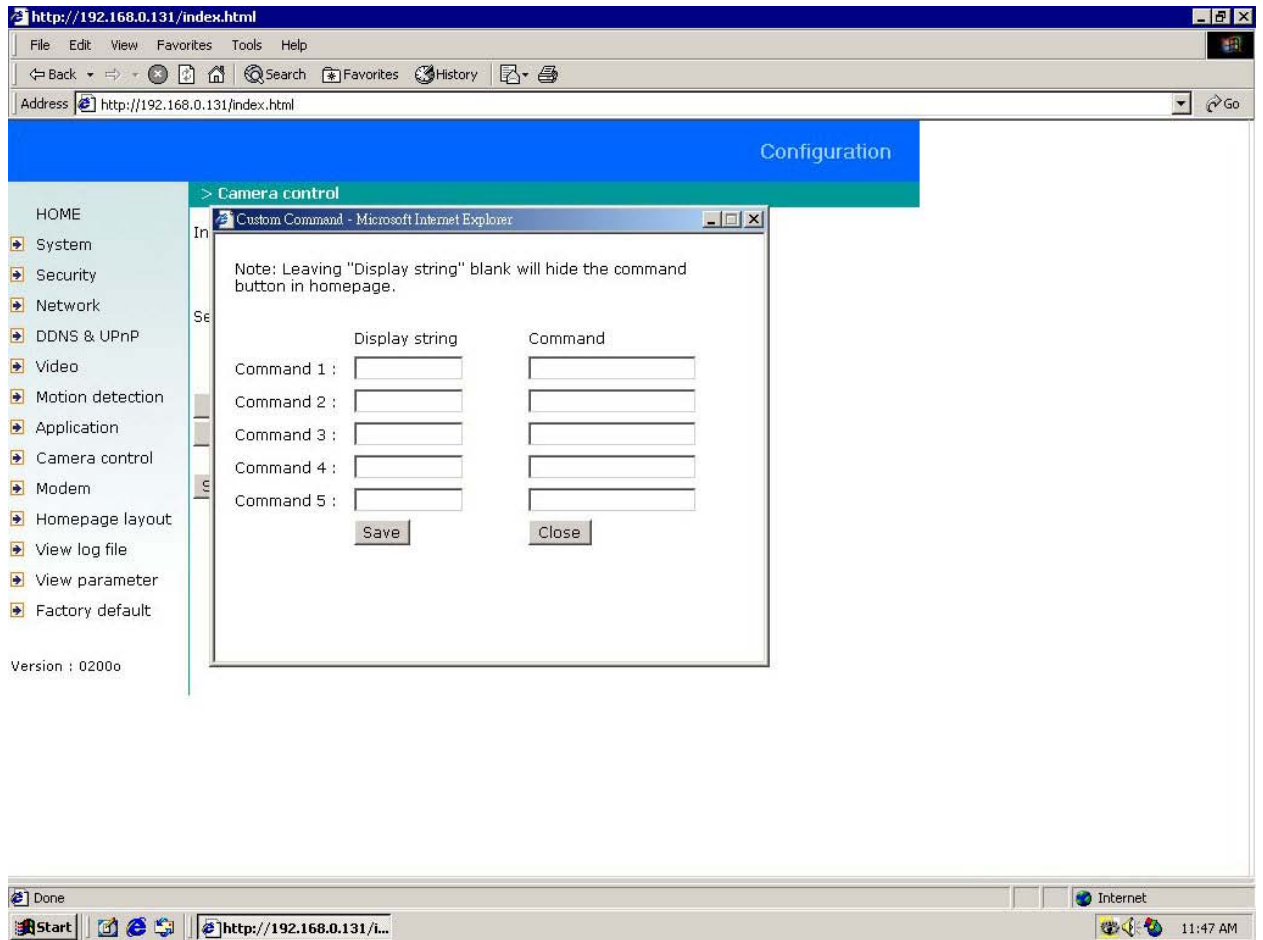 http://192.168.0.131/index.html
File Edit View Favorites Tools Help
Back Search Favorites History
Address http://192.168.0.131/index.html Go
Configuration
> Camera control
HOME
System
Security
Network
DDNS & UPnP
Video
Motion detection
Application
Camera control
Modem
Homepage layout
View log file
View parameter
Factory default
Version : 0200o
In
Se
S
Custom Command - Microsoft Internet Explorer
Note: Leaving "Display string" blank will hide the command
button in homepage.
Display string Command
Command 1 :
Command 2 :
Command 3 :
Command 4 :
Command 5 :
Save Close
Done Internet
Start http://192.168.0.131/i... 11:47 AM